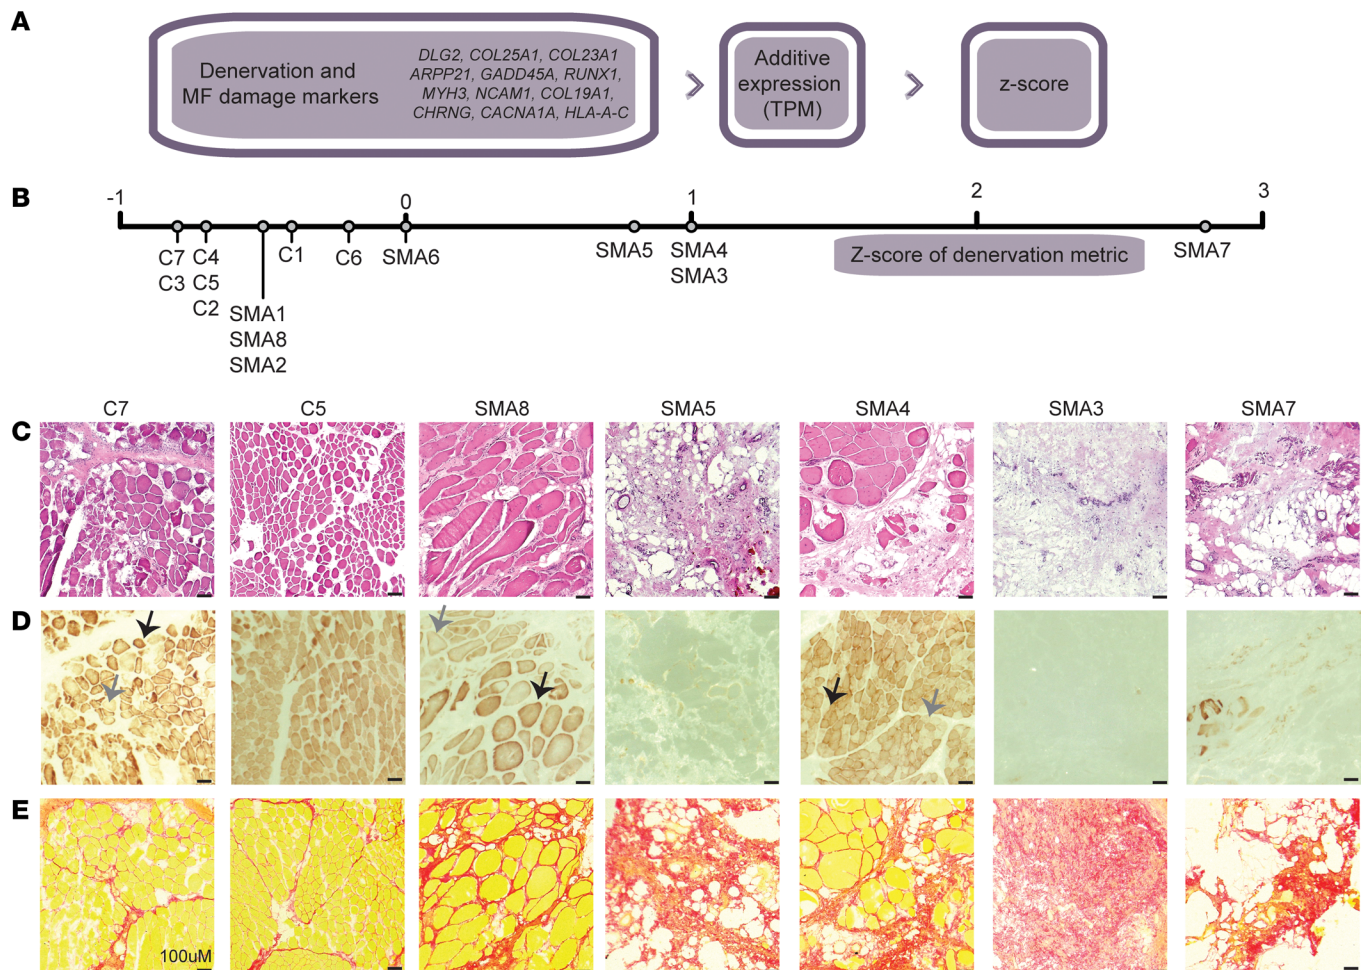 A
Denervation and
MF damage markers
DLG2, COL25A1, COL23A1
ARPP21, GADD45A, RUNX1,
MYH3, NCAM1, COL19A1,
CHRNG, CACNA1A, HLA-A-C
Additive
expression
(TPM)
z-score
B
-1 0 1 2 3
C7
C3
C4
C5
C2
SMA1
SMA8
SMA2
C1
C6
SMA6
SMA5
SMA4
SMA3
Z-score of denervation metric
SMA7
C7 C5 SMA8 SMA5 SMA4 SMA3 SMA7
C
D
E
100uM